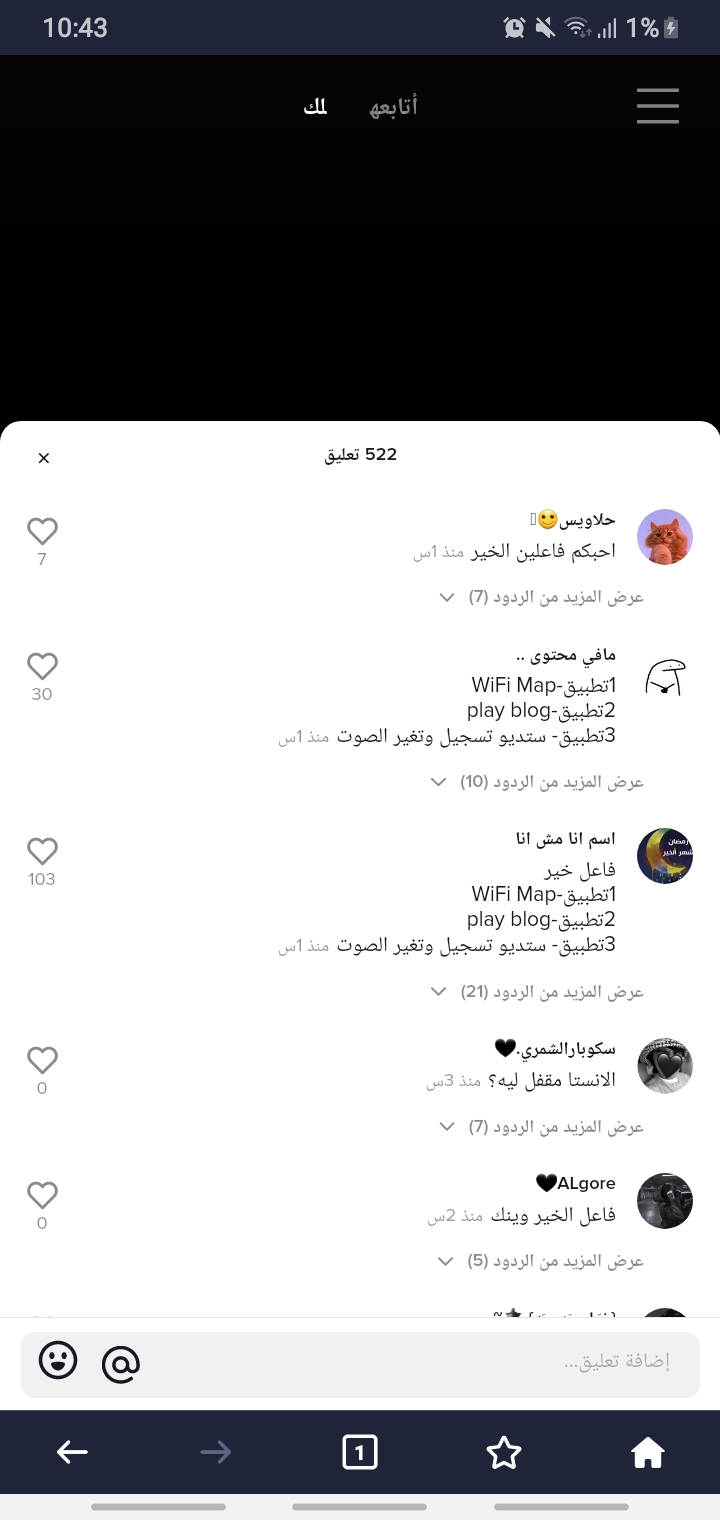 10:43
1%
أتابعه
لك
522 تعليق
حلاويس🙂
احبكم فاعلين الخير منذ 1س
7
عرض المزيد من الردود (7)
مافي محتوى ..
1تطبيق-WiFi Map
2تطبيق-play blog
3تطبيق- ستديو تسجيل وتغير الصوت منذ 1س
30
عرض المزيد من الردود (10)
اسم انا مش انا
فاعل خير
1تطبيق-WiFi Map
2تطبيق-play blog
3تطبيق- ستديو تسجيل وتغير الصوت منذ 1س
103
عرض المزيد من الردود (21)
رمضان
شهر الخير
سكوبارالشمري.🖤
الانستا مقفل ليه؟ منذ 3س
0
عرض المزيد من الردود (7)
ALgore🖤
فاعل الخير وينك منذ 2س
0
عرض المزيد من الردود (5)
إضافة تعليق...
1